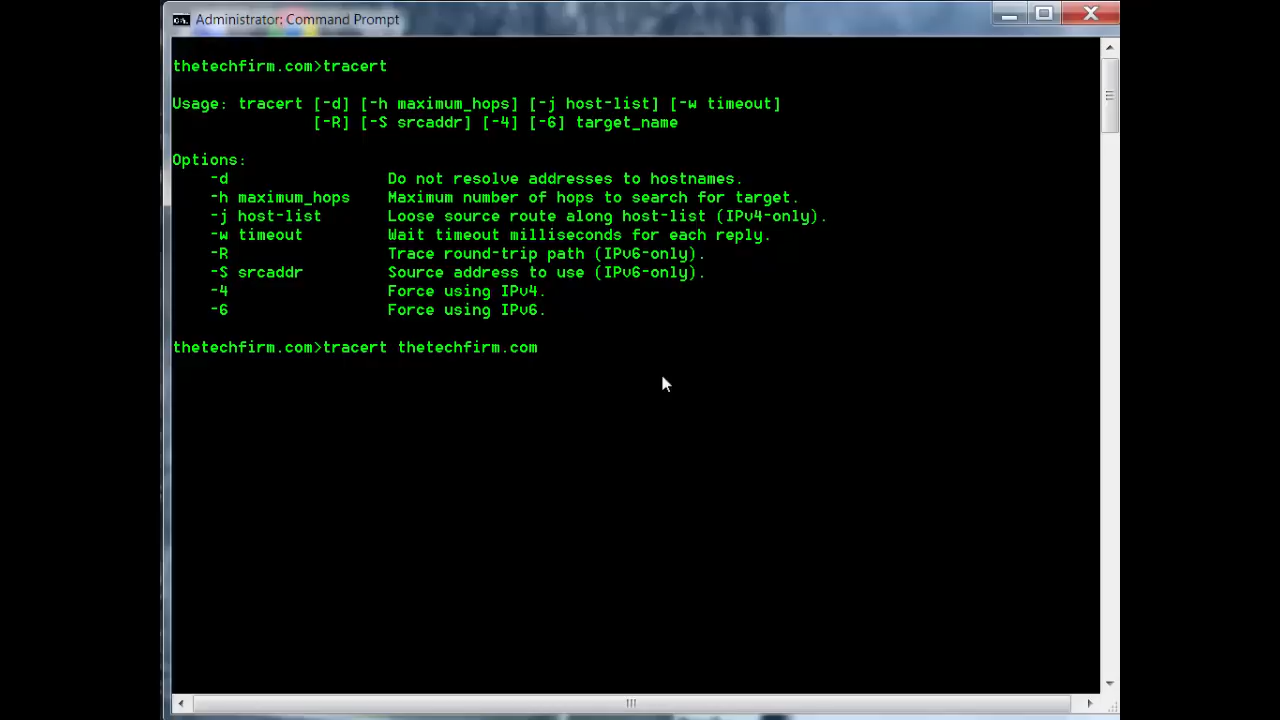 Administrator: Command Prompt
thetechfirm.com>tracert
Usage: tracert [-d] [-h maximum_hops] [-j host-list] [-w timeout]
[-R] [-S srcaddr] [-4] [-6] target_name
Options:
-d Do not resolve addresses to hostnames.
-h maximum_hops Maximum number of hops to search for target.
-j host-list Loose source route along host-list (IPv4-only).
-w timeout Wait timeout milliseconds for each reply.
-R Trace round-trip path (IPv6-only).
-S srcaddr Source address to use (IPv6-only).
-4 Force using IPv4.
-6 Force using IPv6.
thetechfirm.com>tracert thetechfirm.com